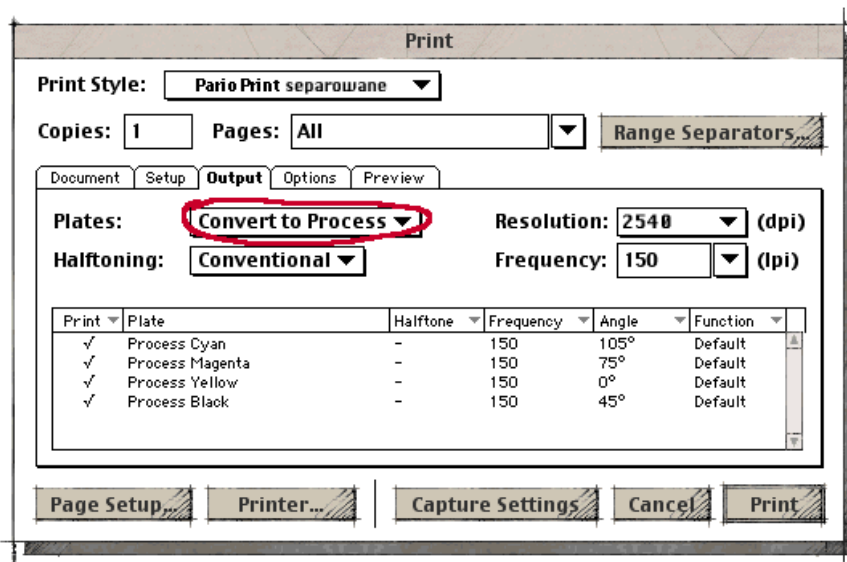 Print
Print Style: Pario Print separowane
Copies: 1 Pages: All Range Separators...
Document Setup Output Options Preview
Plates: Convert to Process Resolution: 2540 (dpi)
Halftoning: Conventional Frequency: 150 (lpi)
Print Plate Halftone Frequency Angle Function
√ Process Cyan - 150 105° Default
√ Process Magenta - 150 75° Default
√ Process Yellow - 150 0° Default
√ Process Black - 150 45° Default
Page Setup... Printer... Capture Settings Cancel Print